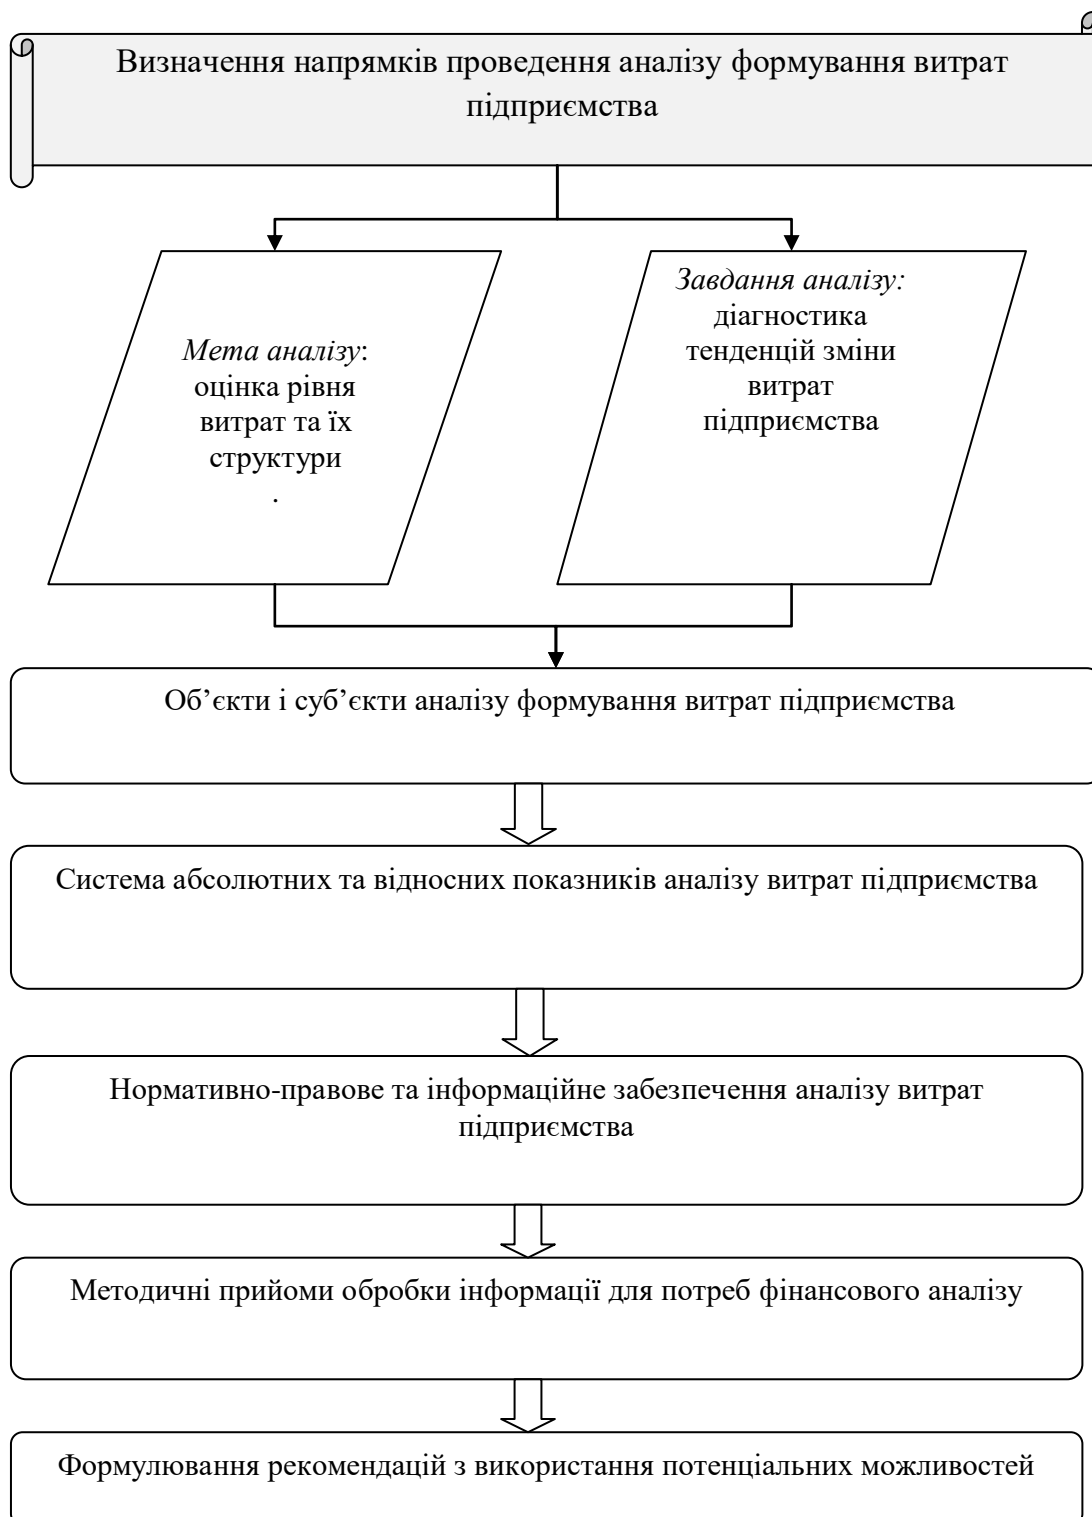 Визначення напрямків проведення аналізу формування витрат
підприємства
Мета аналізу:
оцінка рівня
витрат та їх
структури
.
Завдання аналізу:
діагностика
тенденцій зміни
витрат
підприємства
Об’єкти і суб’єкти аналізу формування витрат підприємства
Система абсолютних та відносних показників аналізу витрат підприємства
Нормативно-правове та інформаційне забезпечення аналізу витрат
підприємства
Методичні прийоми обробки інформації для потреб фінансового аналізу
Формулювання рекомендацій з використання потенціальних можливостей